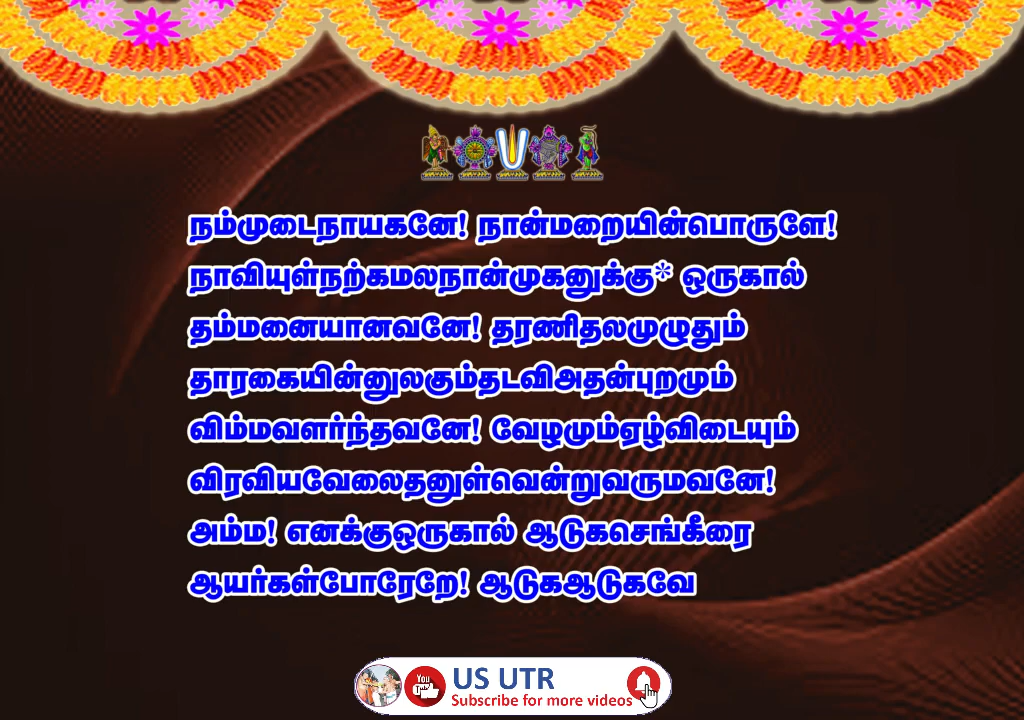 நம்முடைநாயகனே! நான்மறையின்பொருளே!
நாவியுள்நற்கமலநான்முகனுக்கு* ஒருகால்
தம்மனையானவனே! தரணிதலமுழுதும்
தாரகையின்னுலகும்தடவிஅதன்புறமும்
விம்மவளர்ந்தவனே! வேழமும்ஏழ்விடையும்
விரவியவேலைதனுள்வென்றுவருமவனே!
அம்ம! எனக்குஒருகால் ஆடுகசெங்கீரை
ஆயர்கள்போரேறே! ஆடுகஆடுகவே
You Tube
US UTR
Subscribe for more videos